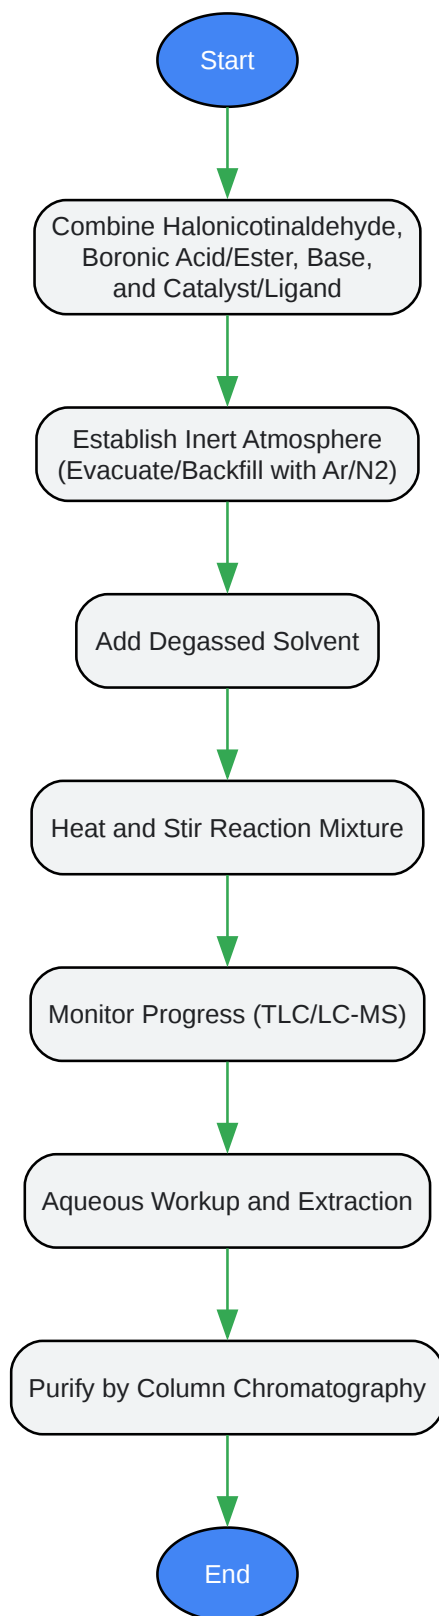 Start
Combine Halonicotinaldehyde,
Boronic Acid/Ester, Base,
and Catalyst/Ligand
Establish Inert Atmosphere
(Evacuate/Backfill with Ar/N2)
Add Degassed Solvent
Heat and Stir Reaction Mixture
Monitor Progress (TLC/LC-MS)
Aqueous Workup and Extraction
Purify by Column Chromatography
End